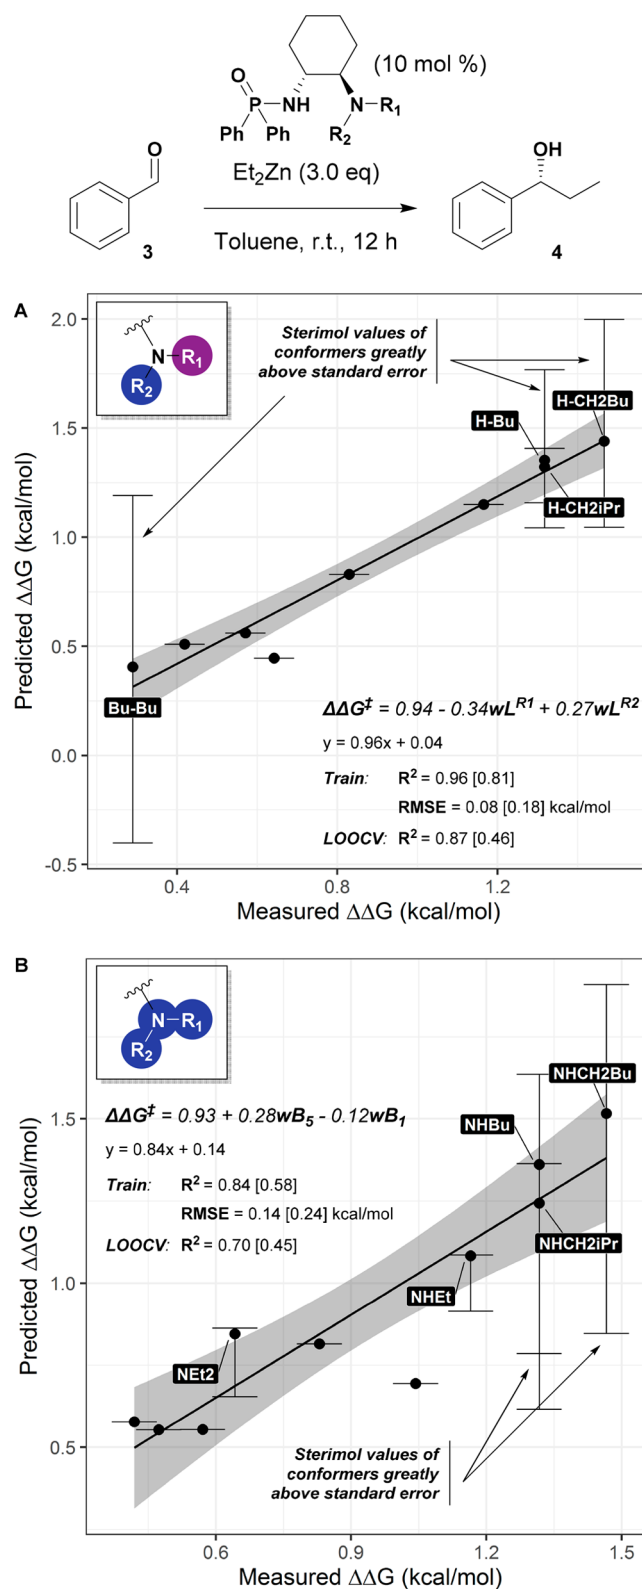 O
P
NH
N
R₁
R₂
Ph
Ph
(10 mol %)
O
Et₂Zn (3.0 eq)
OH
3
Toluene, r.t., 12 h
4
A
Predicted ΔΔG (kcal/mol)
2.0
1.5
1.0
0.5
0.0
-0.5
N
R₁
R₂
Sterimol values of
conformers greatly
above standard error
H-CH2Bu
H-Bu
H-CH2iPr
Bu-Bu
ΔΔG‡ = 0.94 - 0.34wLᴿ¹ + 0.27wLᴿ²
y = 0.96x + 0.04
Train: R² = 0.96 [0.81]
RMSE = 0.08 [0.18] kcal/mol
LOOCV: R² = 0.87 [0.46]
0.4 0.8 1.2
Measured ΔΔG (kcal/mol)
B
Predicted ΔΔG (kcal/mol)
1.5
1.0
0.5
N
R₁
R₂
ΔΔG‡ = 0.93 + 0.28wB₅ - 0.12wB₁
y = 0.84x + 0.14
Train: R² = 0.84 [0.58]
RMSE = 0.14 [0.24] kcal/mol
LOOCV: R² = 0.70 [0.45]
NHCH2Bu
NHBu
NHCH2iPr
NHEt
NEt2
Sterimol values of
conformers greatly
above standard error
0.6 0.9 1.2 1.5
Measured ΔΔG (kcal/mol)